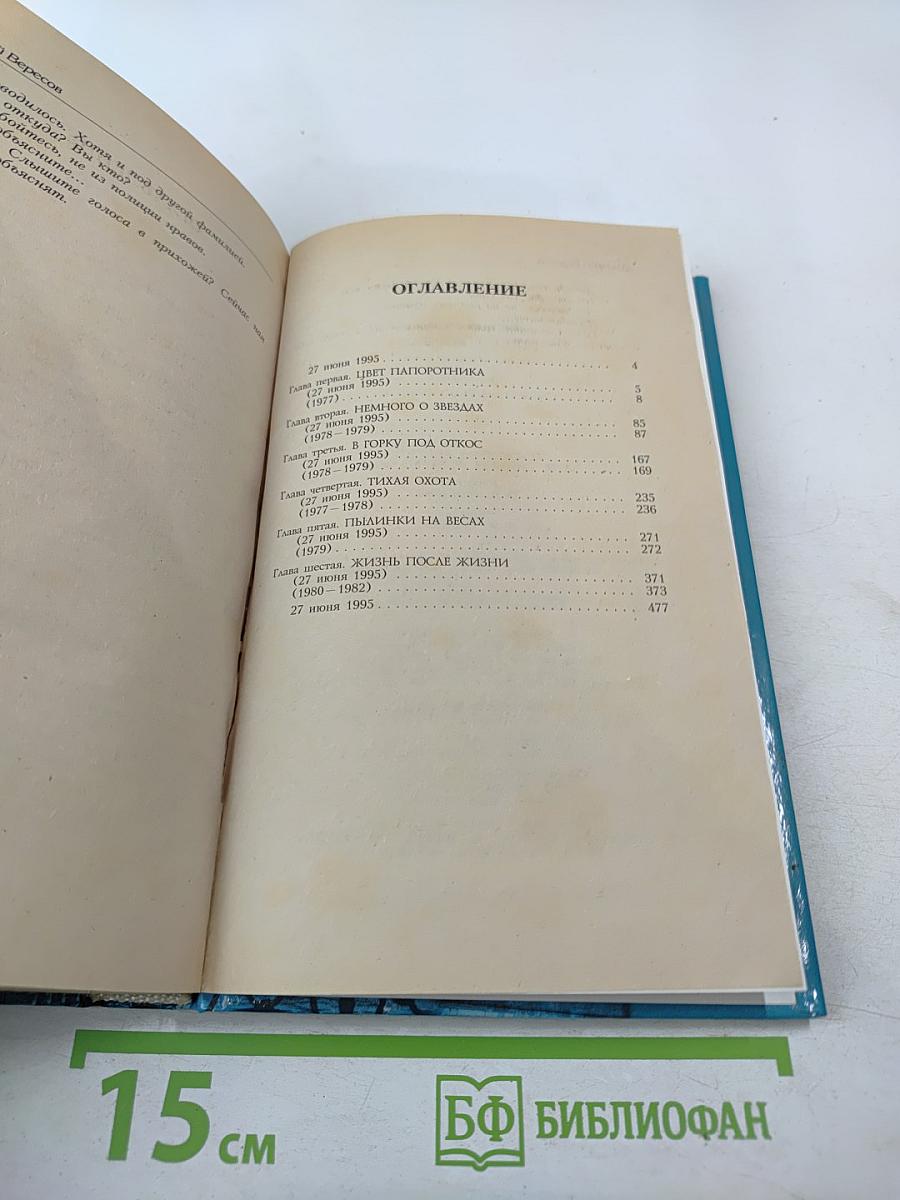 й Вересов
водилось. Хотя и под другой фамилией.
откуда? Вы кто?
бойтесь, не из полиции нравов.
объясните...
Слышите голоса в прихожей? Сейчас вам
объяснят.
ОГЛАВЛЕНИЕ
27 июня 1995 . . . . . . . . . . . . . . . . . . . . . . . . . . . . 4
Глава первая. ЦВЕТ ПАПОРОТНИКА
(27 июня 1995) . . . . . . . . . . . . . . . . . . . . . . . . . . . 5
(1977) . . . . . . . . . . . . . . . . . . . . . . . . . . . . . . . . 8
Глава вторая. НЕМНОГО О ЗВЕЗДАХ
(27 июня 1995) . . . . . . . . . . . . . . . . . . . . . . . . . . . 85
(1978—1979) . . . . . . . . . . . . . . . . . . . . . . . . . . . . 87
Глава третья. В ГОРКУ ПОД ОТКОС
(27 июня 1995) . . . . . . . . . . . . . . . . . . . . . . . . . . . 167
(1978—1979) . . . . . . . . . . . . . . . . . . . . . . . . . . . . 169
Глава четвертая. ТИХАЯ ОХОТА
(27 июня 1995) . . . . . . . . . . . . . . . . . . . . . . . . . . . 235
(1977—1978) . . . . . . . . . . . . . . . . . . . . . . . . . . . . 236
Глава пятая. ПЫЛИНКИ НА ВЕСАХ
(27 июня 1995) . . . . . . . . . . . . . . . . . . . . . . . . . . . 271
(1979) . . . . . . . . . . . . . . . . . . . . . . . . . . . . . . . . 272
Глава шестая. ЖИЗНЬ ПОСЛЕ ЖИЗНИ
(27 июня 1995) . . . . . . . . . . . . . . . . . . . . . . . . . . . 371
(1980—1982) . . . . . . . . . . . . . . . . . . . . . . . . . . . . 373
27 июня 1995 . . . . . . . . . . . . . . . . . . . . . . . . . . . . 477
15 см
БФ БИБЛИОФАН